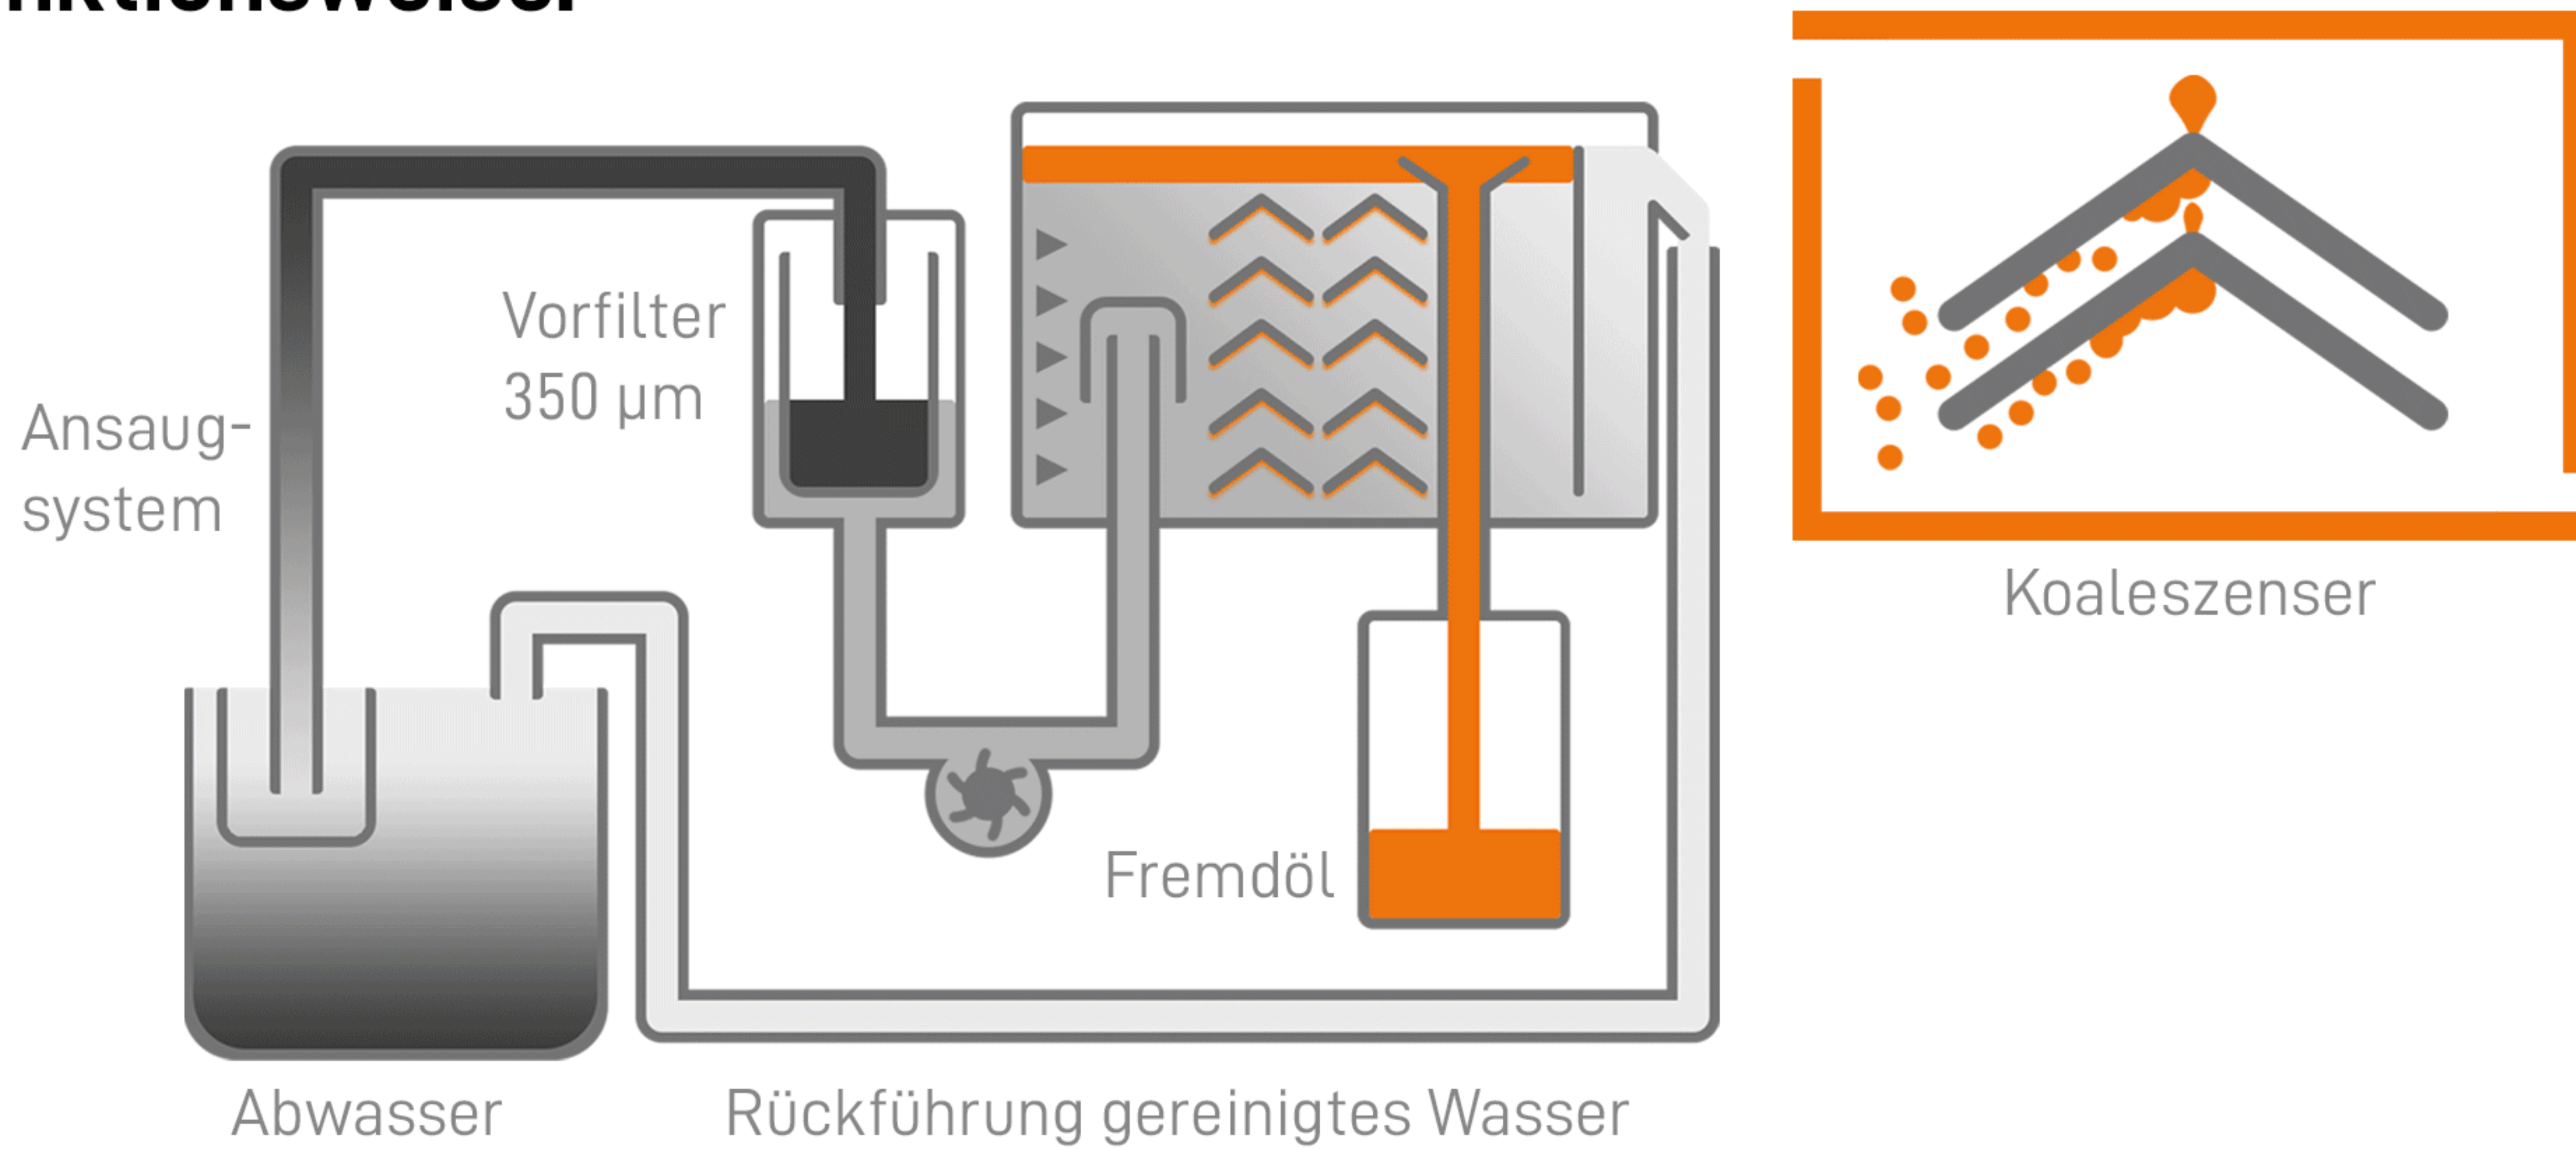 Vorfilter
350 µm
Ansaug-
system
Koaleszenser
Fremdöl
Abwasser
Rückführung gereinigtes Wasser